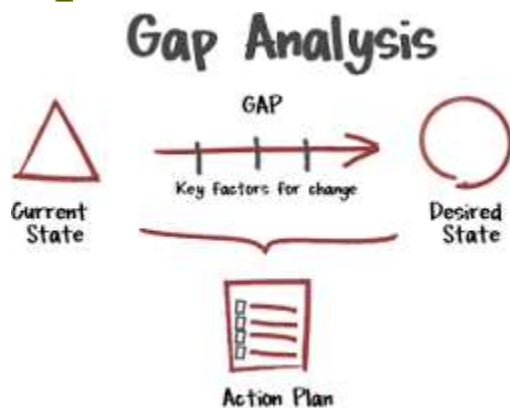 Gap Analysis
GAP
Key factors for change
Current
State
Desired
State
Action Plan